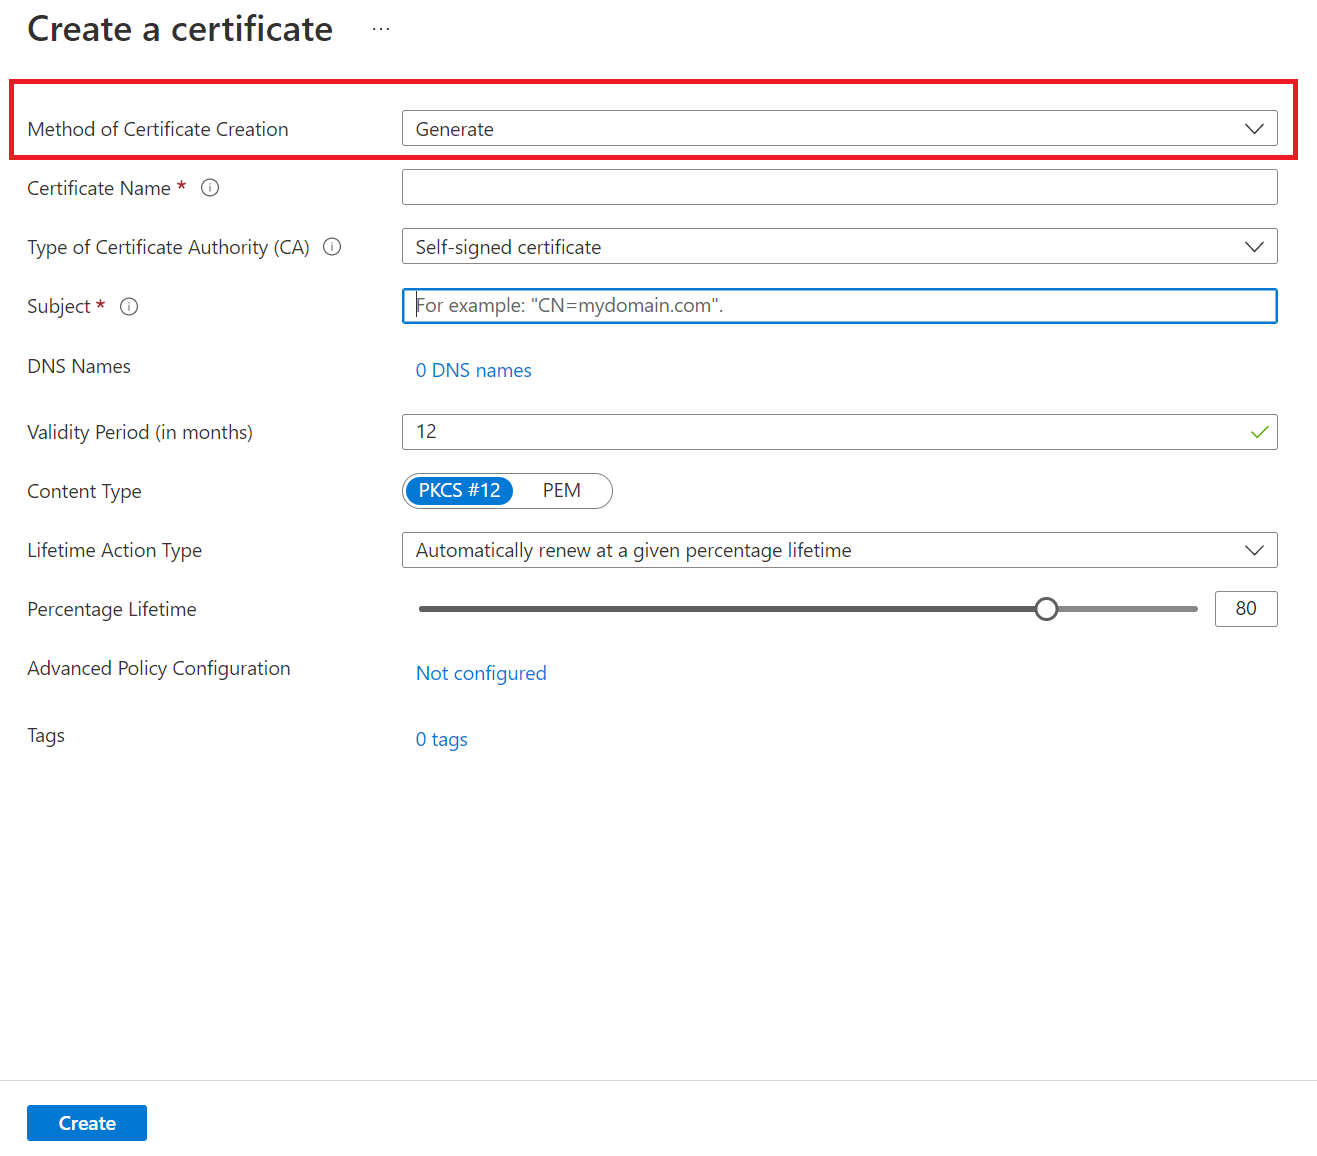 Create a certificate ...
Method of Certificate Creation Generate
Certificate Name *
Type of Certificate Authority (CA) Self-signed certificate
Subject * For example: "CN=mydomain.com".
DNS Names 0 DNS names
Validity Period (in months) 12
Content Type PKCS #12 PEM
Lifetime Action Type Automatically renew at a given percentage lifetime
Percentage Lifetime 80
Advanced Policy Configuration Not configured
Tags 0 tags
Create